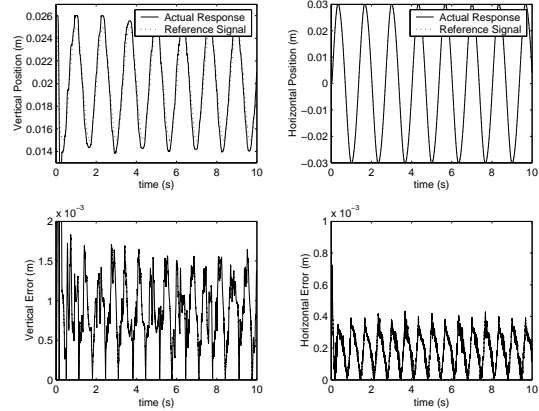 0.026
0.024
0.022
0.02
0.018
0.016
0.014
Vertical Position (m)
Actual Response
Reference Signal
0 2 4 6 8 10
time (s)
0.03
0.02
0.01
0
−0.01
−0.02
−0.03
Horizontal Position (m)
Actual Response
Reference Signal
0 2 4 6 8 10
time (s)
x 10⁻³
2
1.5
1
0.5
0
Vertical Error (m)
0 2 4 6 8 10
time (s)
x 10⁻³
1
0.8
0.6
0.4
0.2
0
Horizontal Error (m)
0 2 4 6 8 10
time (s)